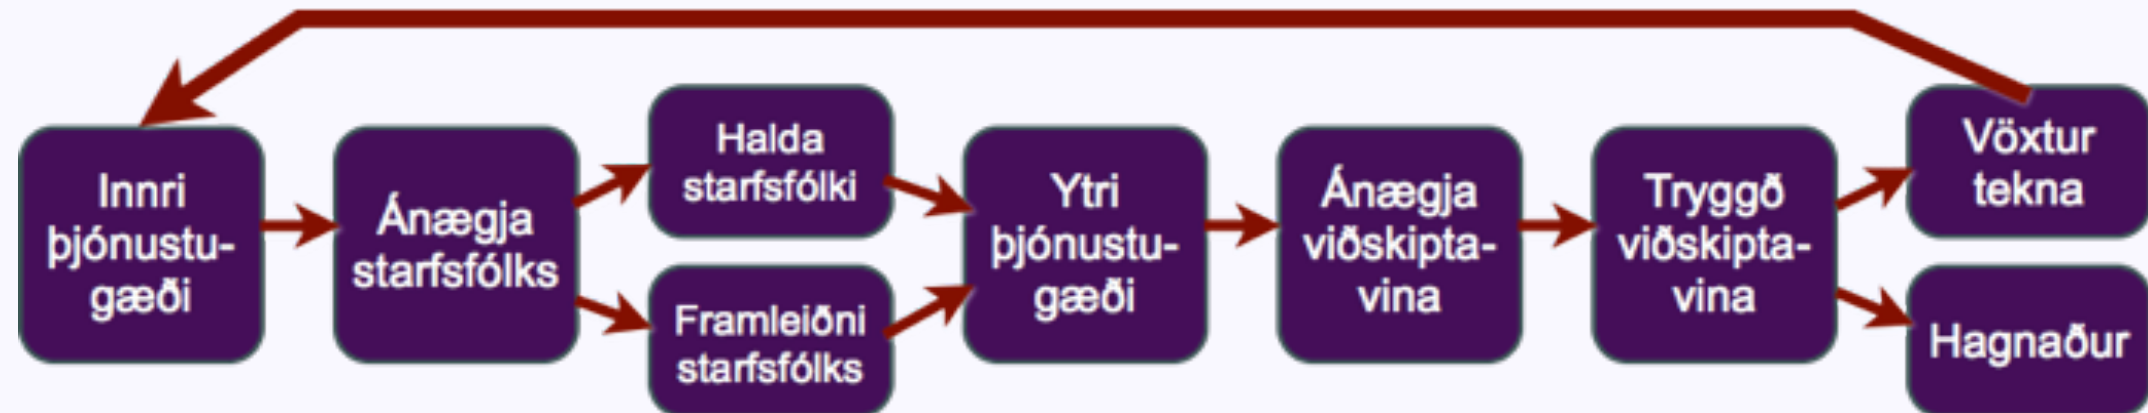 Innri
þjónustu-
gæði
Ánægja
starfsfólks
Halda
starfsfólki
Framleiðni
starfsfólks
Ytri
þjónustu-
gæði
Ánægja
viðskipta-
vina
Tryggð
viðskipta-
vina
Vöxtur
tekna
Hagnaður